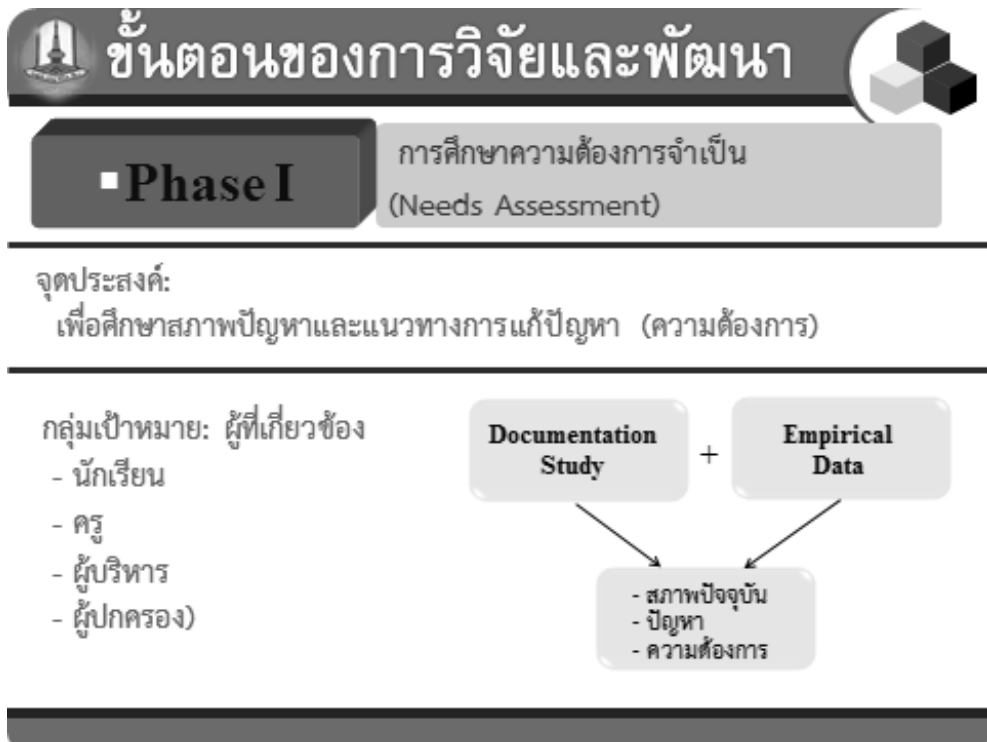 ขั้นตอนของการวิจัยและพัฒนา
▪Phase I
การศึกษาความต้องการจำเป็น
(Needs Assessment)
จุดประสงค์:
เพื่อศึกษาสภาพปัญหาและแนวทางการแก้ปัญหา (ความต้องการ)
กลุ่มเป้าหมาย: ผู้ที่เกี่ยวข้อง
- นักเรียน
- ครู
- ผู้บริหาร
- ผู้ปกครอง)
Documentation
Study
+
Empirical
Data
- สภาพปัจจุบัน
- ปัญหา
- ความต้องการ